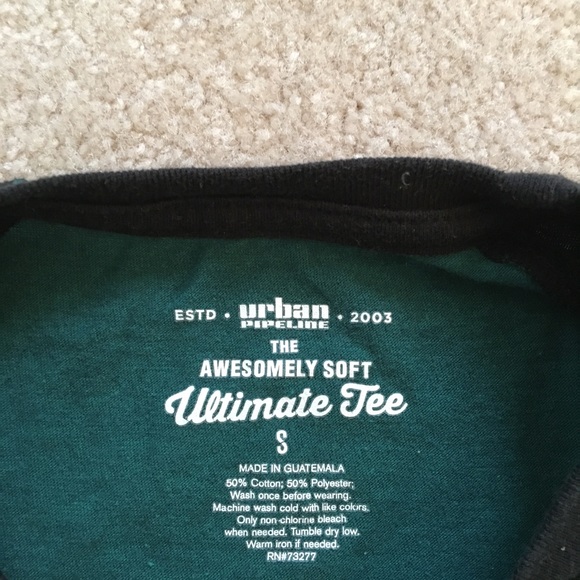 ESTD • urban • 2003
PIPELINE
THE
AWESOMELY SOFT
Ultimate Tee
S
MADE IN GUATEMALA
50% Cotton; 50% Polyester;
Wash once before wearing.
Machine wash cold with like colors.
Only non-chlorine bleach
when needed. Tumble dry low.
Warm iron if needed.
RN#73277